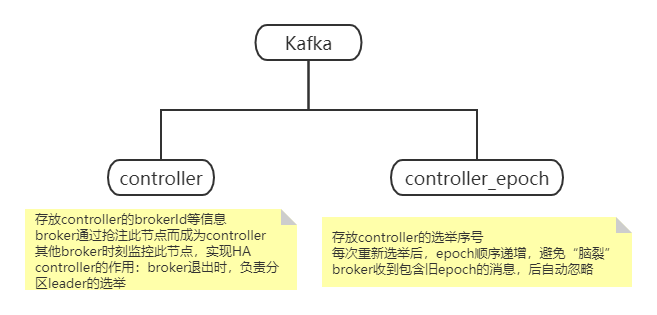 Kafka
controller
controller_epoch
存放controller的brokerId等信息
broker通过抢注此节点而成为controller
其他broker时刻监控此节点，实现HA
controller的作用：broker退出时，负责分
区leader的选举
存放controller的选举序号
每次重新选举后，epoch顺序递增，避免“脑裂”
broker收到包含旧epoch的消息，后自动忽略